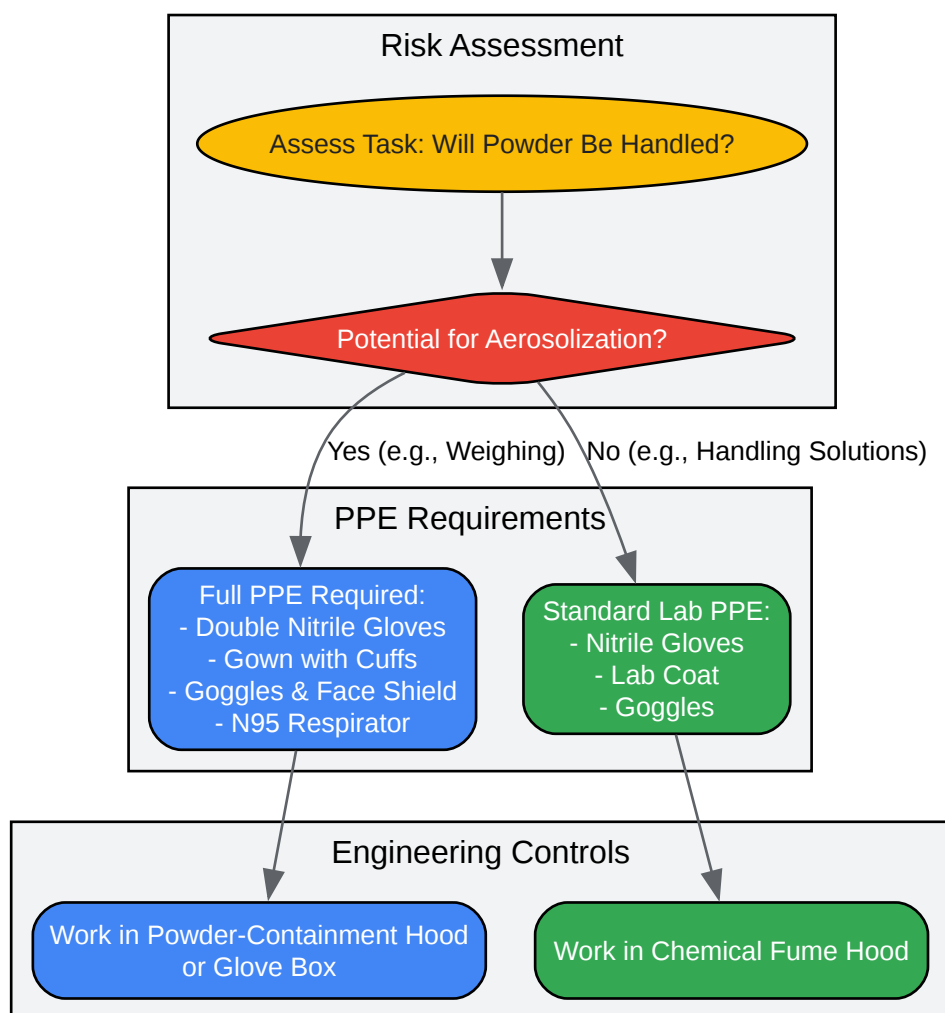 Risk Assessment
Assess Task: Will Powder Be Handled?
Potential for Aerosolization?
Yes (e.g., Weighing)
No (e.g., Handling Solutions)
PPE Requirements
Full PPE Required:
- Double Nitrile Gloves
- Gown with Cuffs
- Goggles & Face Shield
- N95 Respirator
Standard Lab PPE:
- Nitrile Gloves
- Lab Coat
- Goggles
Engineering Controls
Work in Powder-Containment Hood
or Glove Box
Work in Chemical Fume Hood